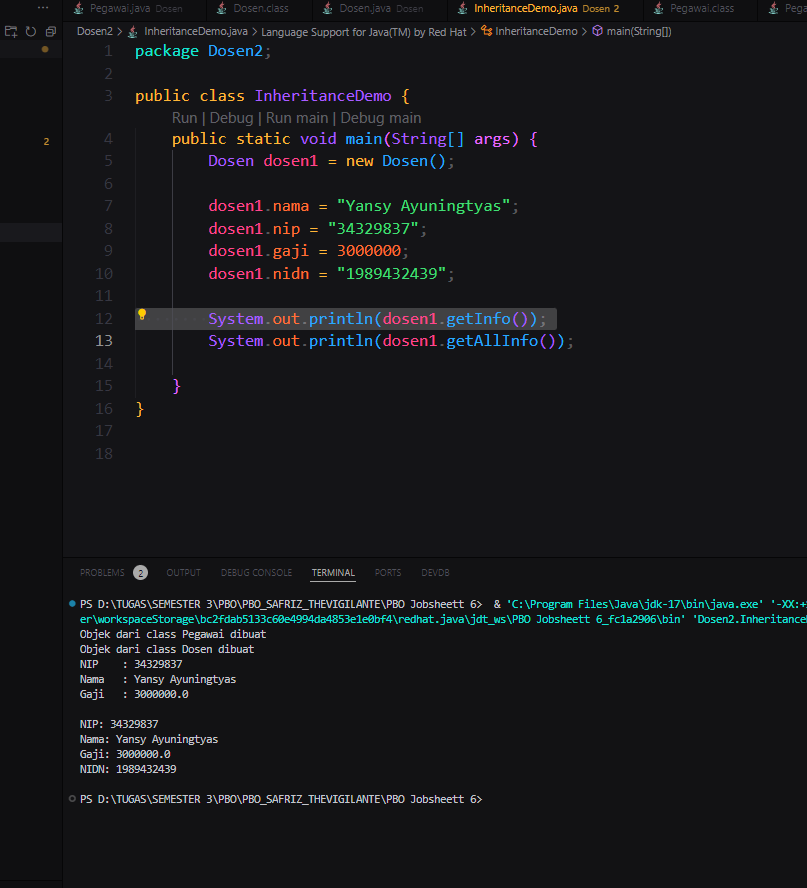 Pegawai.java Dosen Dosen.class Dosen.java Dosen InheritanceDemo.java Dosen 2 Pegawai.class Pega
Dosen2 > InheritanceDemo.java > Language Support for Java(TM) by Red Hat > InheritanceDemo > main(String[])
1 package Dosen2;
2
3 public class InheritanceDemo {
Run | Debug | Run main | Debug main
4 public static void main(String[] args) {
5 Dosen dosen1 = new Dosen();
6
7 dosen1.nama = "Yansy Ayuningtyas";
8 dosen1.nip = "34329837";
9 dosen1.gaji = 3000000;
10 dosen1.nidn = "1989432439";
11
12 System.out.println(dosen1.getInfo());
13 System.out.println(dosen1.getAllInfo());
14
15 }
16 }
17
18
2
PROBLEMS 2 OUTPUT DEBUG CONSOLE TERMINAL PORTS DEVDB
PS D:\TUGAS\SEMESTER 3\PBO\PBO_SAFRIZ_THEVIGILANTE\PBO Jobsheett 6> & 'C:\Program Files\Java\jdk-17\bin\java.exe' '-XX:+
er\workspaceStorage\bc2fdab5133c60e4994da4853e1e0bf4\redhat.java\jdt_ws\PBO Jobsheett 6_fc1a2906\bin' 'Dosen2.Inheritance
Objek dari class Pegawai dibuat
Objek dari class Dosen dibuat
NIP : 34329837
Nama : Yansy Ayuningtyas
Gaji : 3000000.0
NIP: 34329837
Nama: Yansy Ayuningtyas
Gaji: 3000000.0
NIDN: 1989432439
PS D:\TUGAS\SEMESTER 3\PBO\PBO_SAFRIZ_THEVIGILANTE\PBO Jobsheett 6>